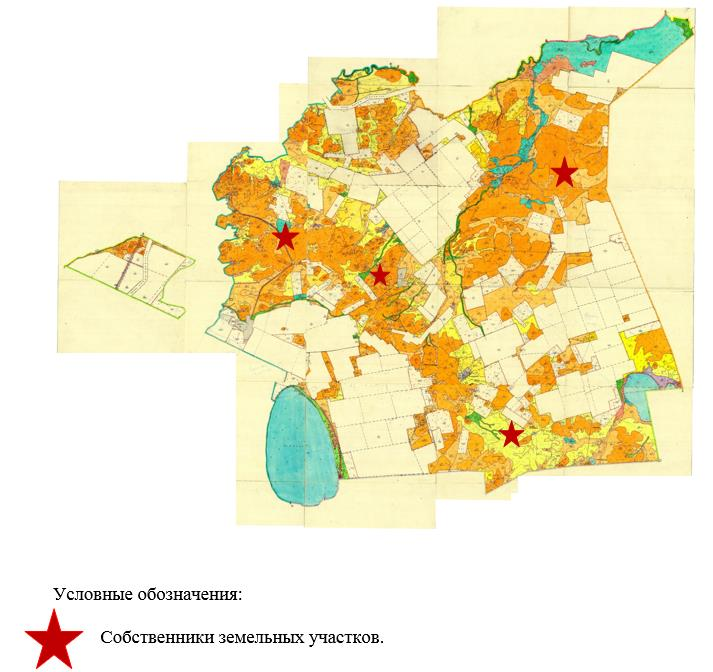 Условные обозначения:
Собственники земельных участков.